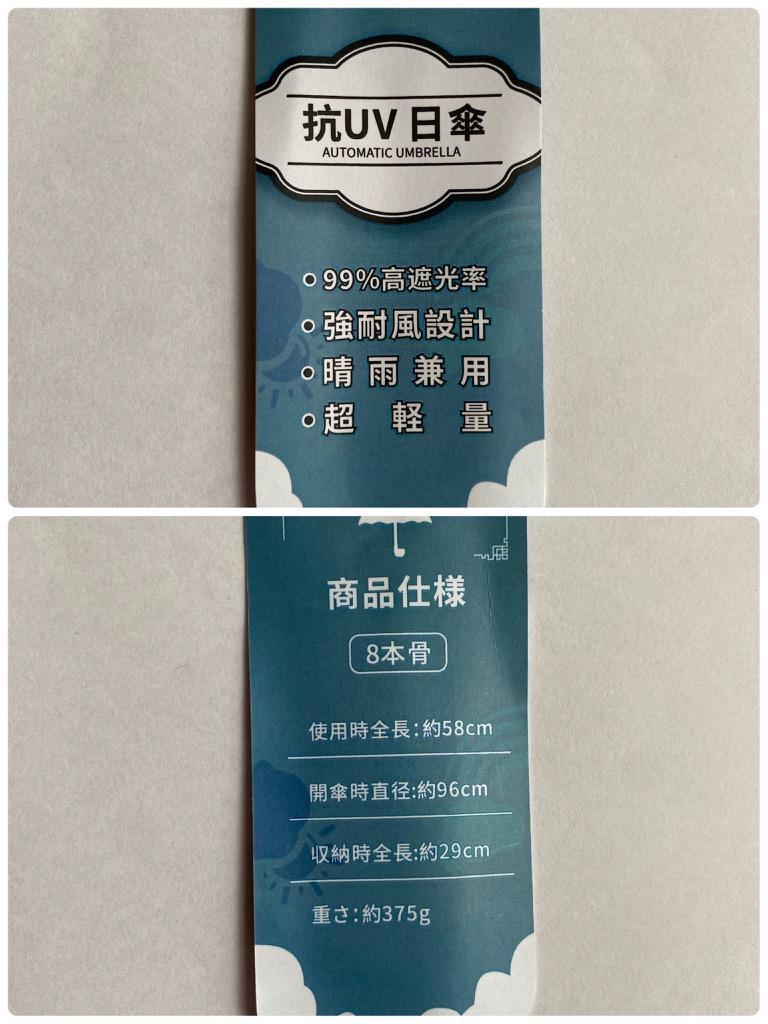 抗UV 日傘
AUTOMATIC UMBRELLA
●99%高遮光率
●強耐風設計
●晴雨兼用
●超軽量
商品仕様
8本骨
使用時全長:約58cm
開傘時直径:約96cm
収納時全長:約29cm
重さ:約375g